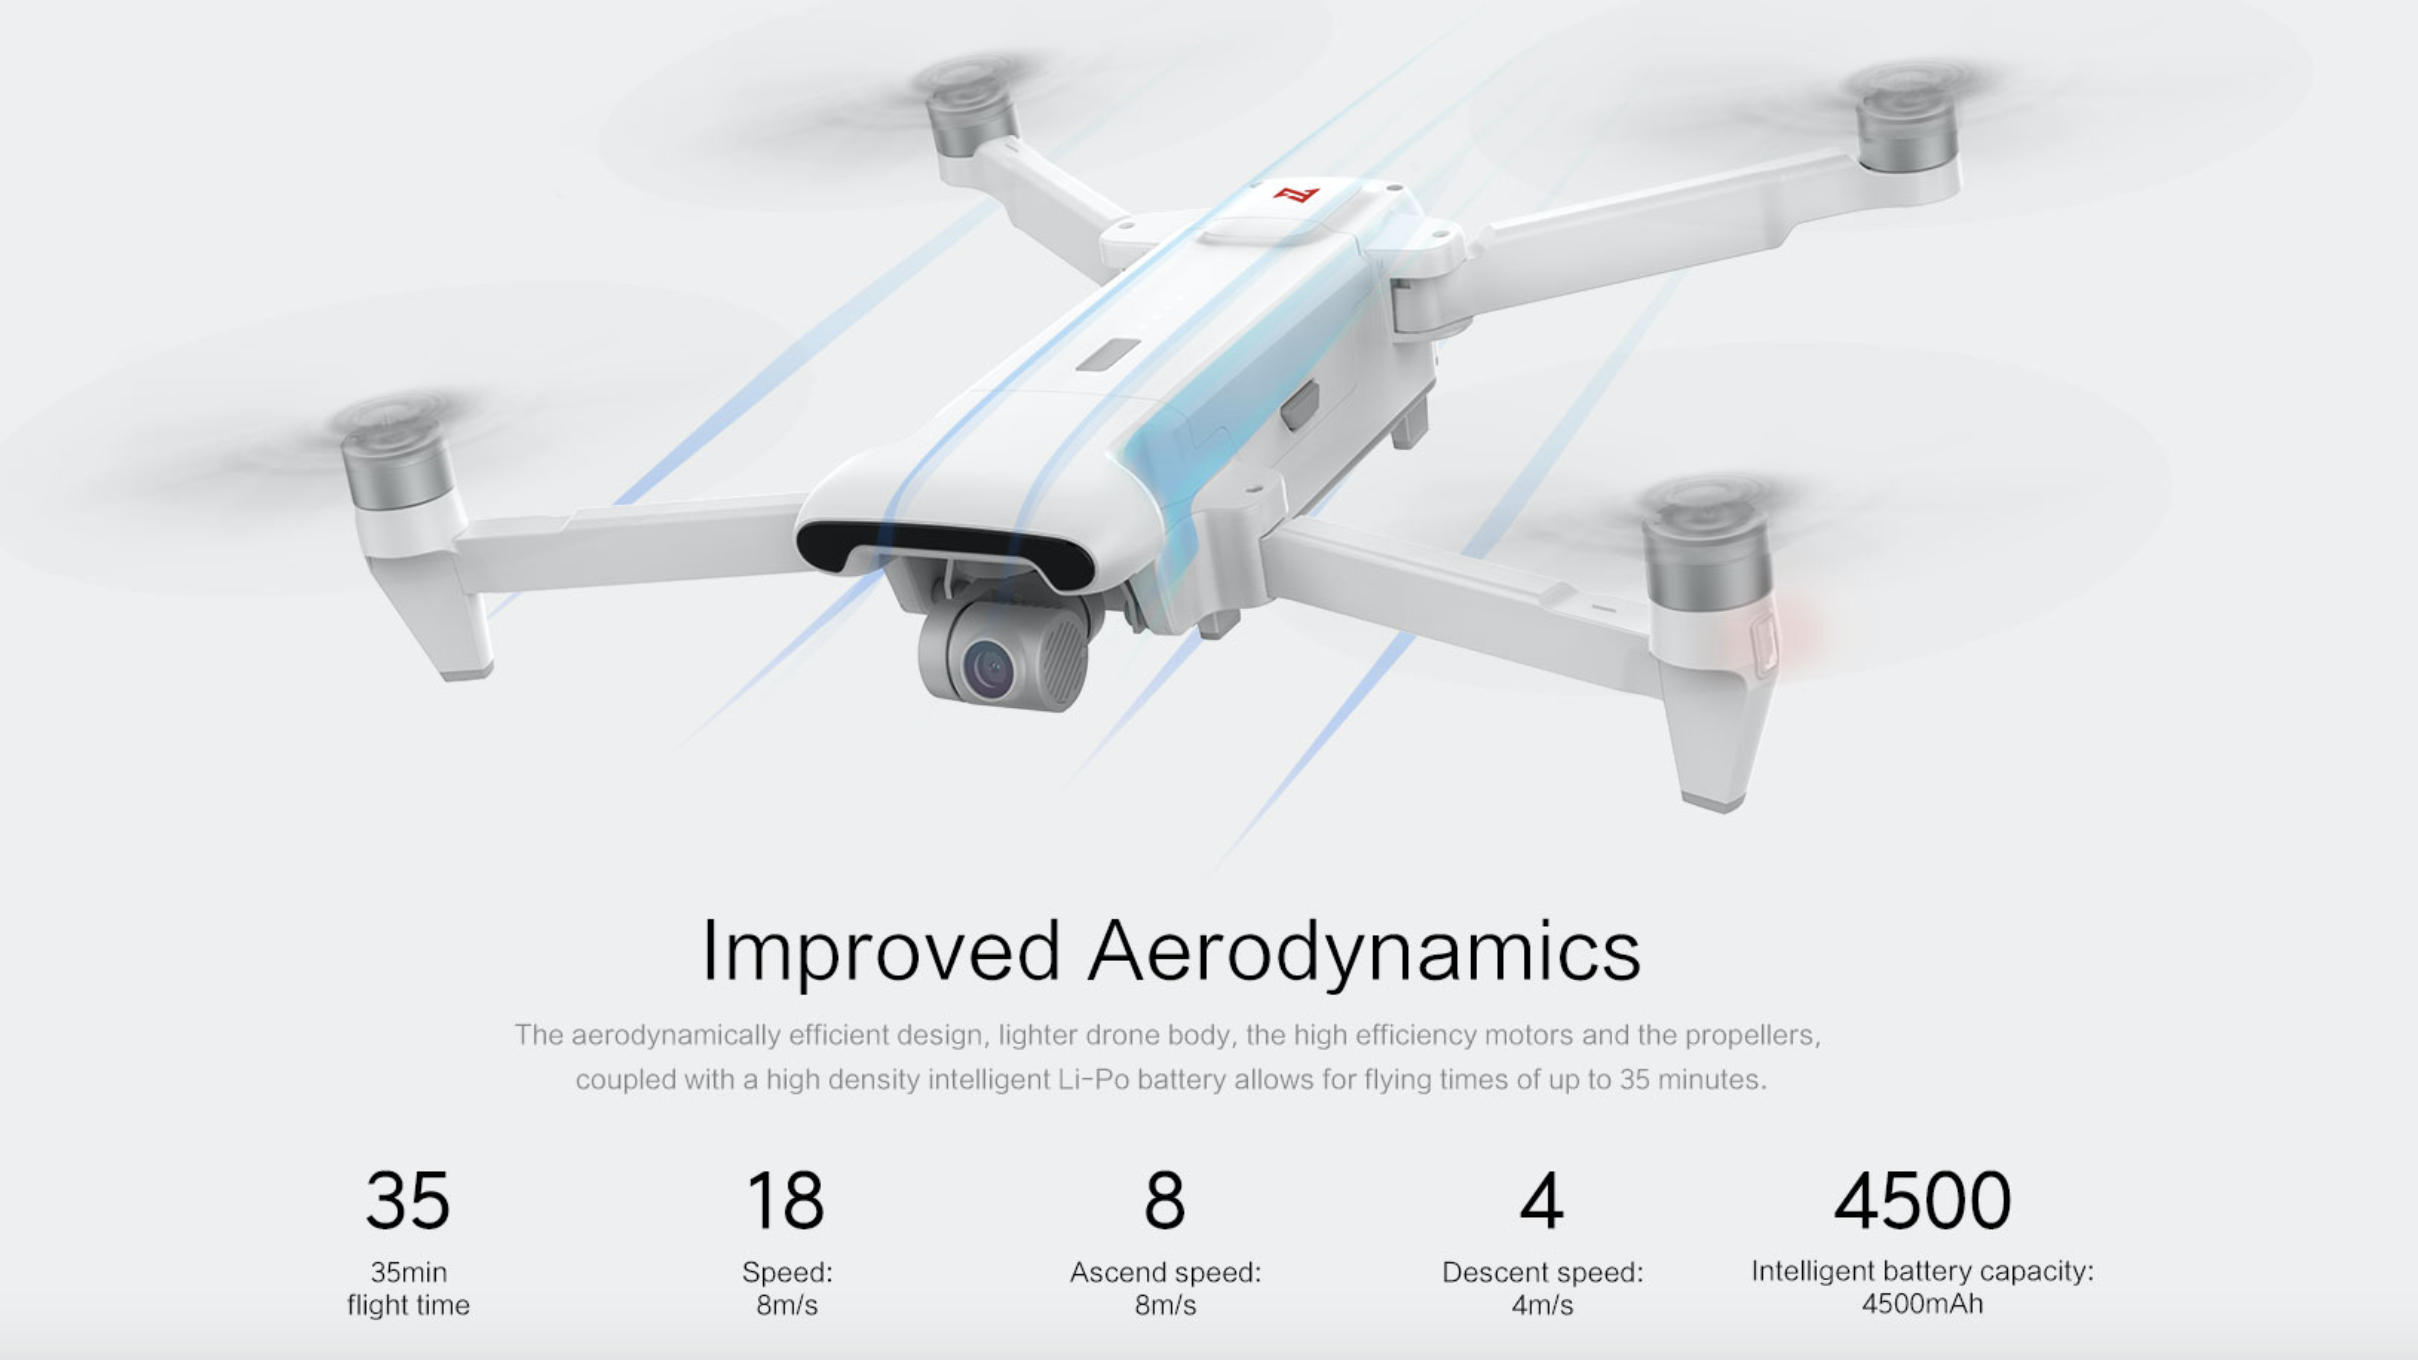 Improved Aerodynamics
The aerodynamically efficient design, lighter drone body, the high efficiency motors and the propellers,
coupled with a high density intelligent Li-Po battery allows for flying times of up to 35 minutes.
35
35min
flight time
18
Speed:
8m/s
8
Ascend speed:
8m/s
4
Descent speed:
4m/s
4500
Intelligent battery capacity:
4500mAh